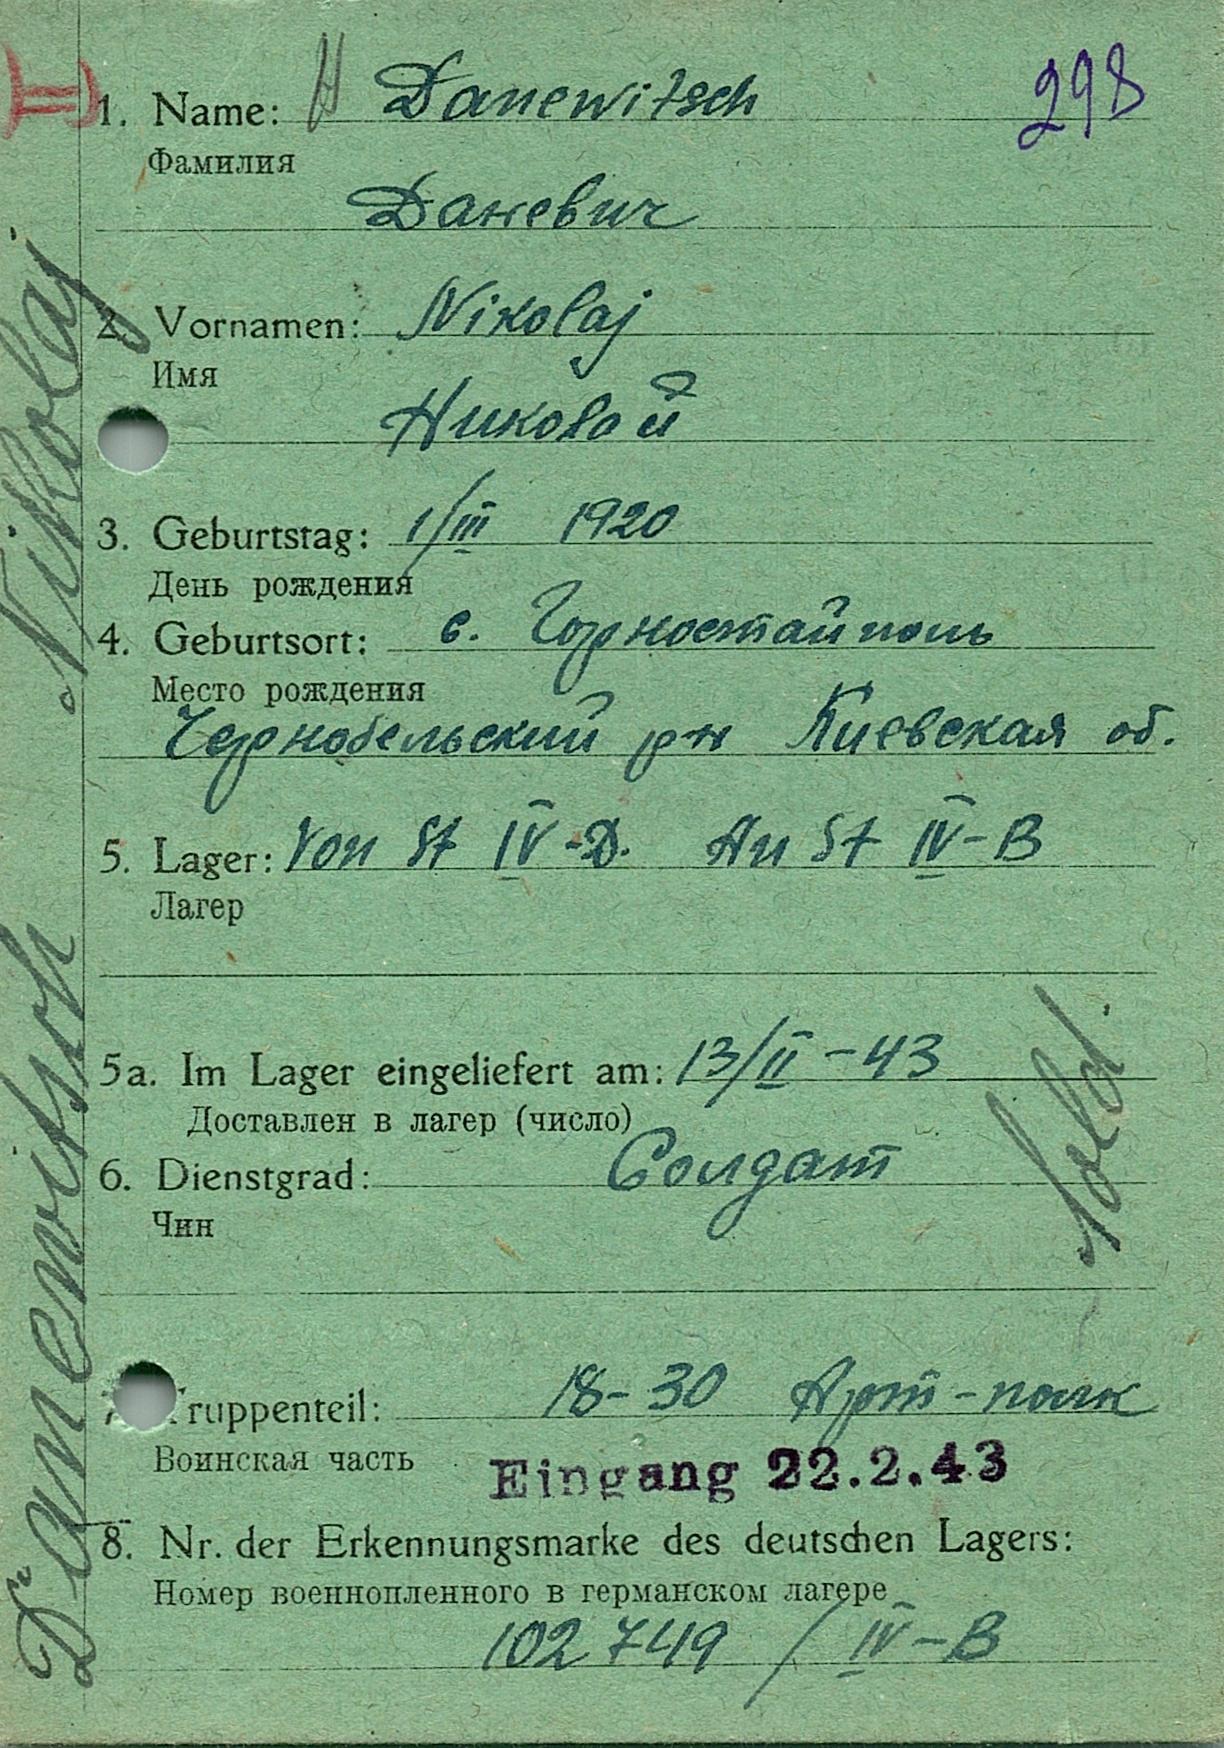 1. Name: Danewitsch 298
Фамилия
Даневич
2. Vornamen: Nikolaj
Имя
Николай
3. Geburtstag: 1/III 1920
День рождения
4. Geburtsort: с. Горностайполь
Место рождения
Чернобельский р-н Киевская об.
5. Lager: Von St IV-D. An St IV-B
Лагер
5a. Im Lager eingeliefert am: 13/II-43
Доставлен в лагер (число)
6. Dienstgrad: Солдат
Чин
Sold.
7. Truppenteil: 18-30 Арт-полк
Воинская часть
Eingang 22.2.43
8. Nr. der Erkennungsmarke des deutschen Lagers:
Номер военнопленного в германском лагере
102749 / IV-B
Danewitsch Nikolaj